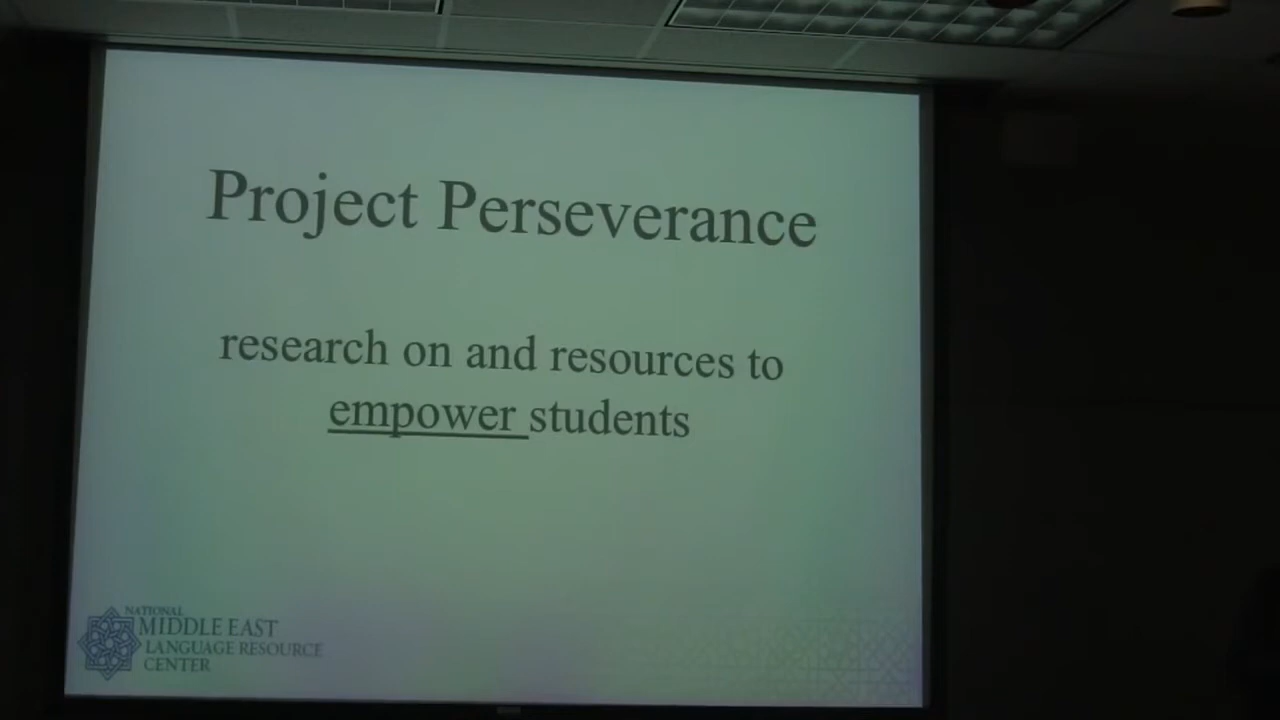 Project Perseverance
research on and resources to
empower students
NATIONAL
MIDDLE EAST
LANGUAGE RESOURCE
CENTER